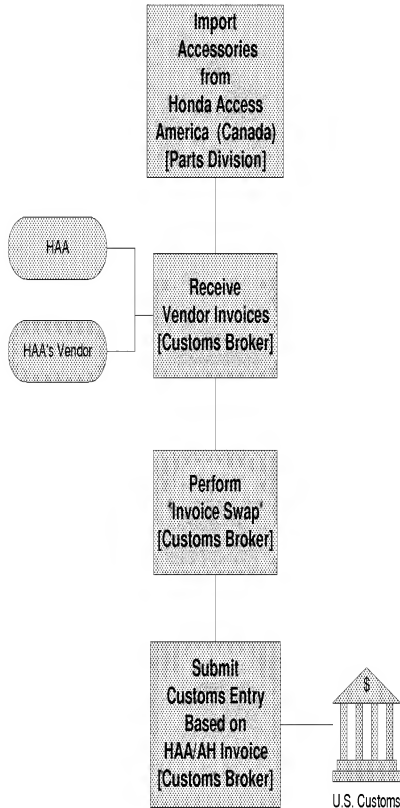 Import
Accessories
from
Honda Access
America (Canada)
[Parts Division]
HAA
HAA's Vendor
Receive
Vendor Invoices
[Customs Broker]
Perform
"Invoice Swap"
[Customs Broker]
Submit
Customs Entry
Based on
HAA/AH Invoice
[Customs Broker]
$
U.S. Customs